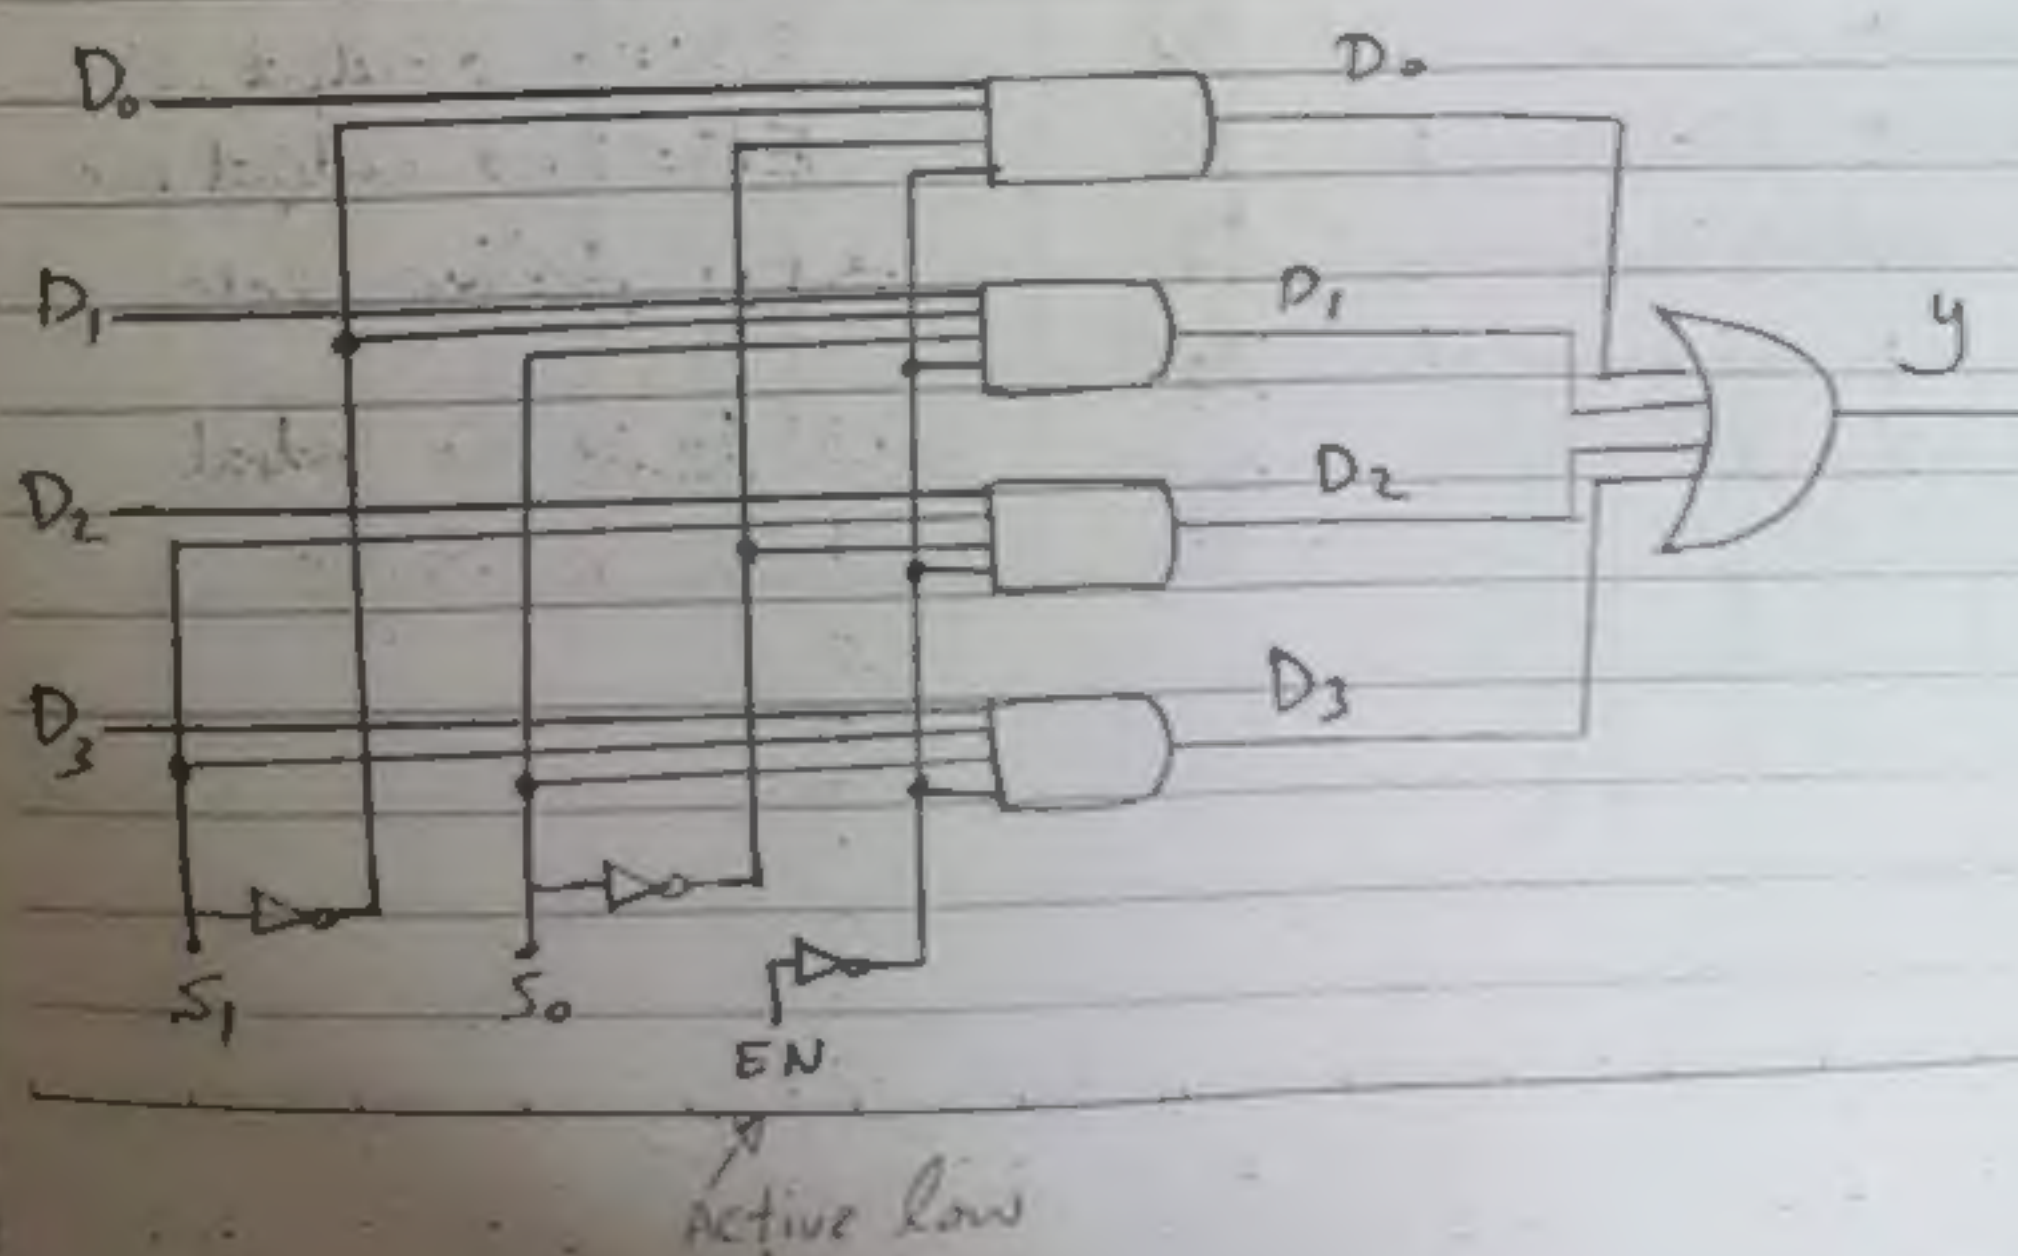 D₀ D₀
D₁ D₁
y
D₂ D₂
D₃ D₃
S₁ S₀
EN
Active low